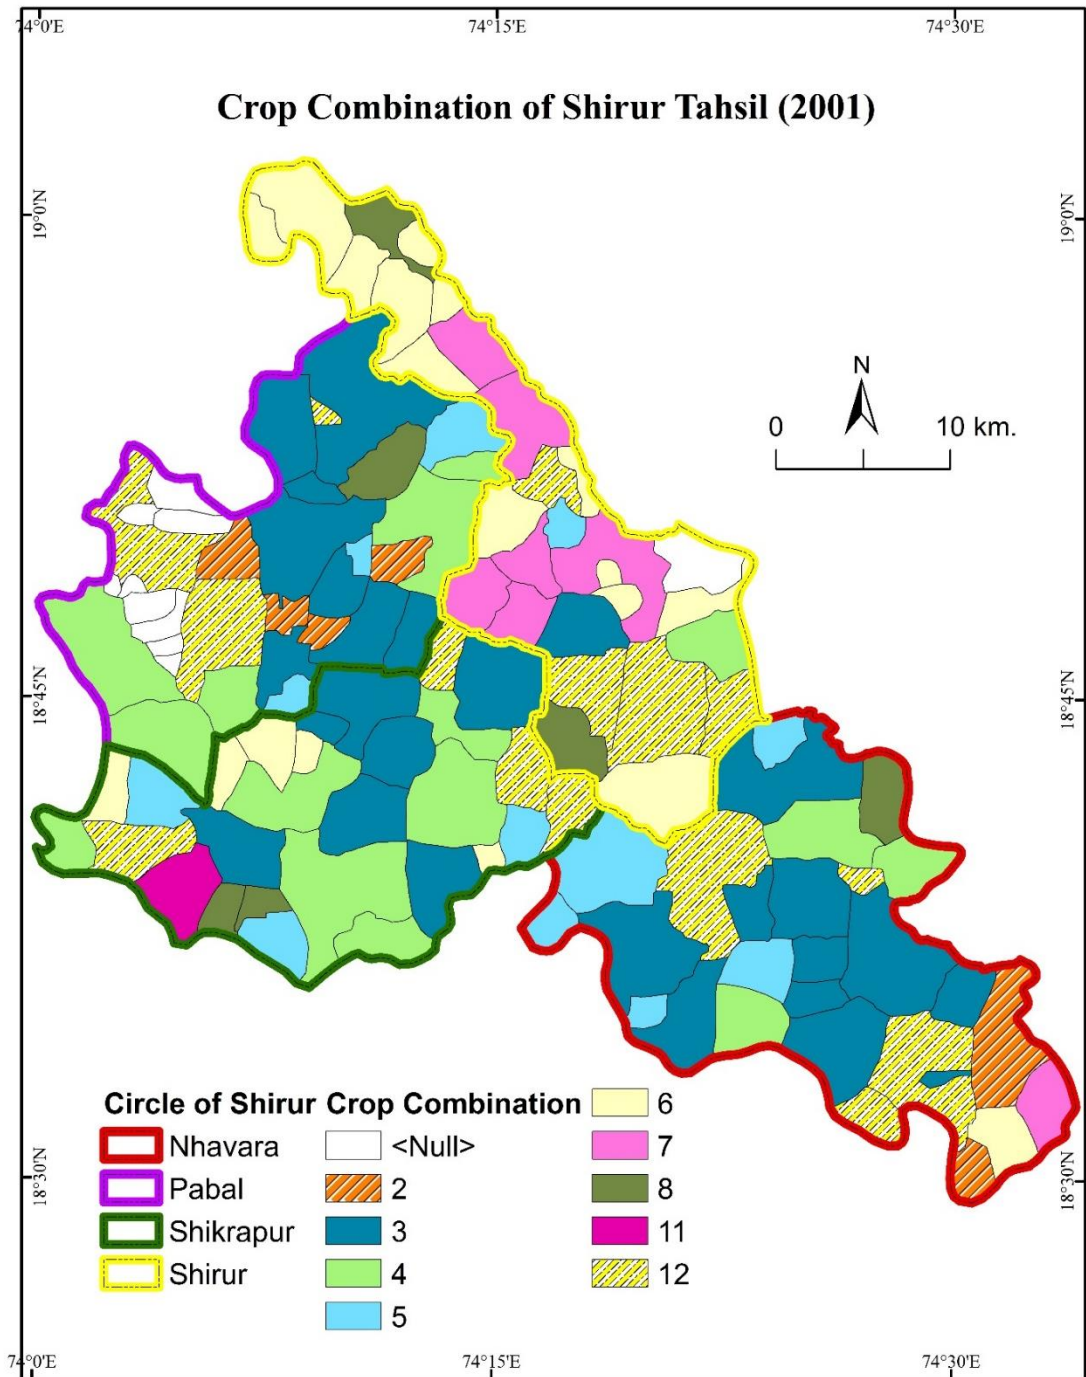 74°0'E 74°15'E 74°30'E
Crop Combination of Shirur Tahsil (2001)
19°0'N 19°0'N
N
0 10 km.
18°45'N 18°45'N
18°30'N 18°30'N
Circle of Shirur
Nhavara
Pabal
Shikrapur
Shirur
Crop Combination
<Null>
2
3
4
5
6
7
8
11
12
74°0'E 74°15'E 74°30'E